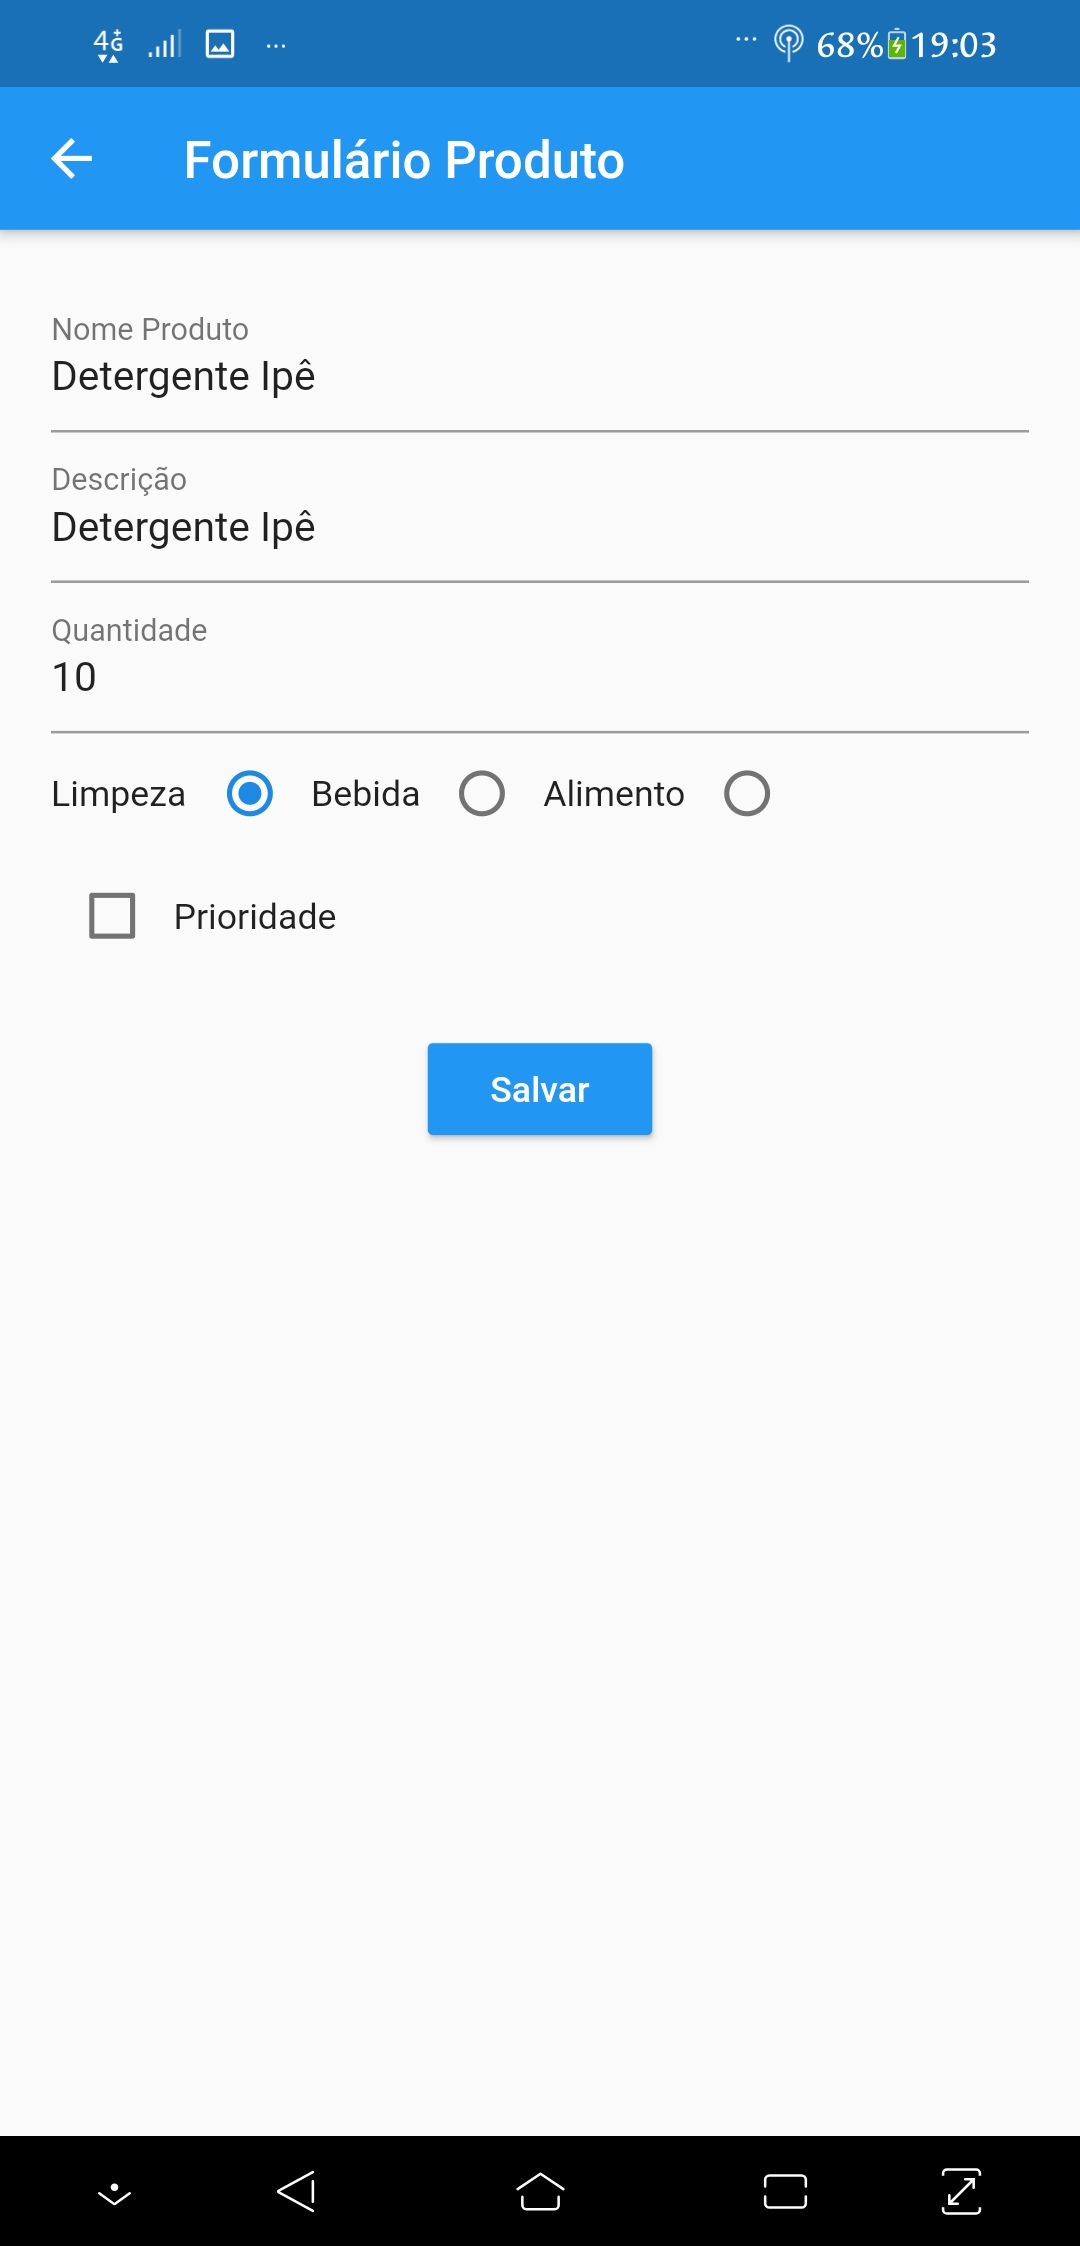 4G+ ... ... 68% 19:03
Formulário Produto
Nome Produto
Detergente Ipê
Descrição
Detergente Ipê
Quantidade
10
Limpeza Bebida Alimento
Prioridade
Salvar